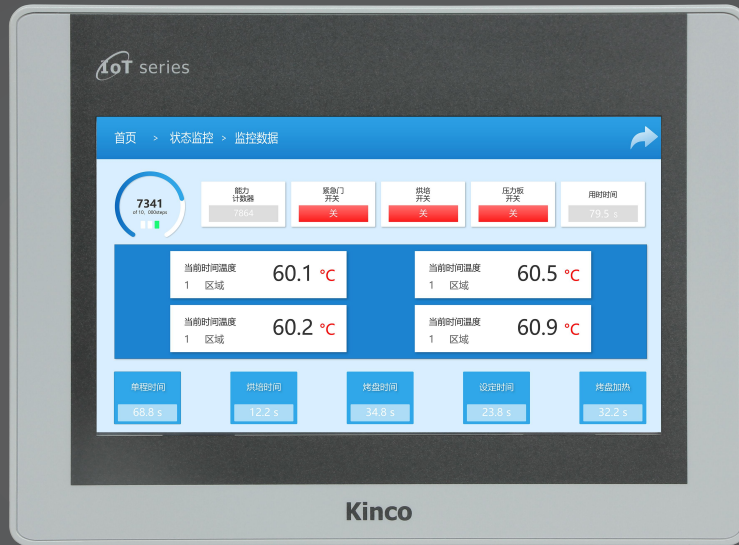 IoT series
首页 > 状态监控 > 监控数据
7341
of 10, 000steps
能力
计数器
7864
紧急门
开关
关
烘培
开关
关
压力板
开关
关
用时时间
79.5 s
当前时间温度
1 区域
60.1 ℃
当前时间温度
1 区域
60.5 ℃
当前时间温度
1 区域
60.2 ℃
当前时间温度
1 区域
60.9 ℃
单程时间
68.8 s
烘培时间
12.2 s
烤盘时间
34.8 s
设定时间
23.8 s
烤盘加热
32.2 s
Kinco